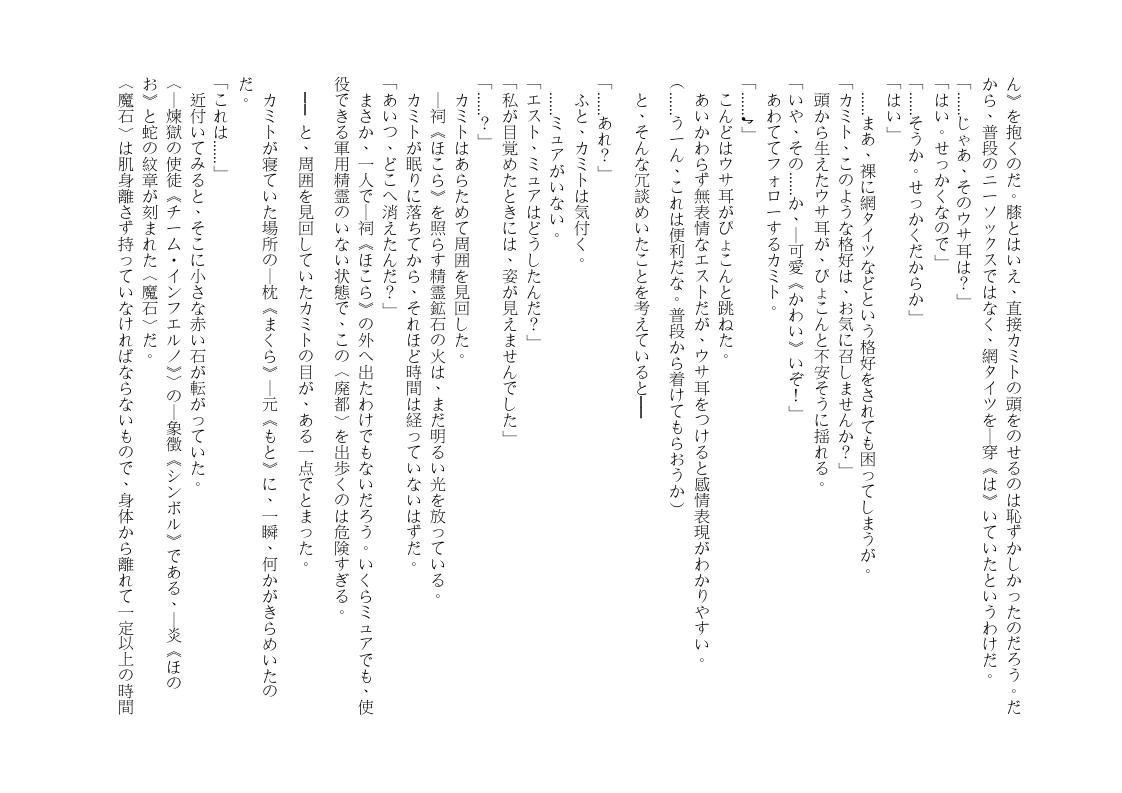 ん》を抱くのだ。膝とはいえ、直接カミトの頭をのせるのは恥ずかしかったのだろう。だ
から、普段のニーソックスではなく、網タイツを―穿《は》いていたというわけだ。
「……じゃあ、そのウサ耳は？」
「はい。せっかくなので」
「……そうか。せっかくだからか」
「はい」
……まあ、裸に網タイツなどという格好をされても困ってしまうが。
「カミト、このような格好は、お気に召しませんか？」
頭から生えたウサ耳が、ぴょこんと不安そうに揺れる。
「いや、その……か、―可愛《かわい》いぞ！」
あわててフォローするカミト。
「……」
こんどはウサ耳がぴょこんと跳ねた。
あいかわらず無表情なエストだが、ウサ耳をつけると感情表現がわかりやすい。
（……うーん、これは便利だな。普段から着けてもらおうか）
と、そんな冗談めいたことを考えていると――
「……あれ？」
ふと、カミトは気付く。
……ミュアがいない。
「エスト、ミュアはどうしたんだ？」
「私が目覚めたときには、姿が見えませんでした」
「……？」
カミトはあらためて周囲を見回した。
―祠《ほこら》を照らす精霊鉱石の火は、まだ明るい光を放っている。
カミトが眠りに落ちてから、それほど時間は経っていないはずだ。
「あいつ、どこへ消えたんだ？」
まさか、一人で―祠《ほこら》の外へ出たわけでもないだろう。いくらミュアでも、使
役できる軍用精霊のいない状態で、この〈廃都〉を出歩くのは危険すぎる。
―― と、周囲を見回していたカミトの目が、ある一点でとまった。
カミトが寝ていた場所の―枕《まくら》―元《もと》に、一瞬、何かがきらめいたの
だ。
「これは……」
近付いてみると、そこに小さな赤い石が転がっていた。
〈―煉獄の使徒《チーム・インフェルノ》〉の―象徴《シンボル》である、―炎《ほの
お》と蛇の紋章が刻まれた〈魔石〉だ。
〈魔石〉は肌身離さず持っていなければならないもので、身体から離れて一定以上の時間